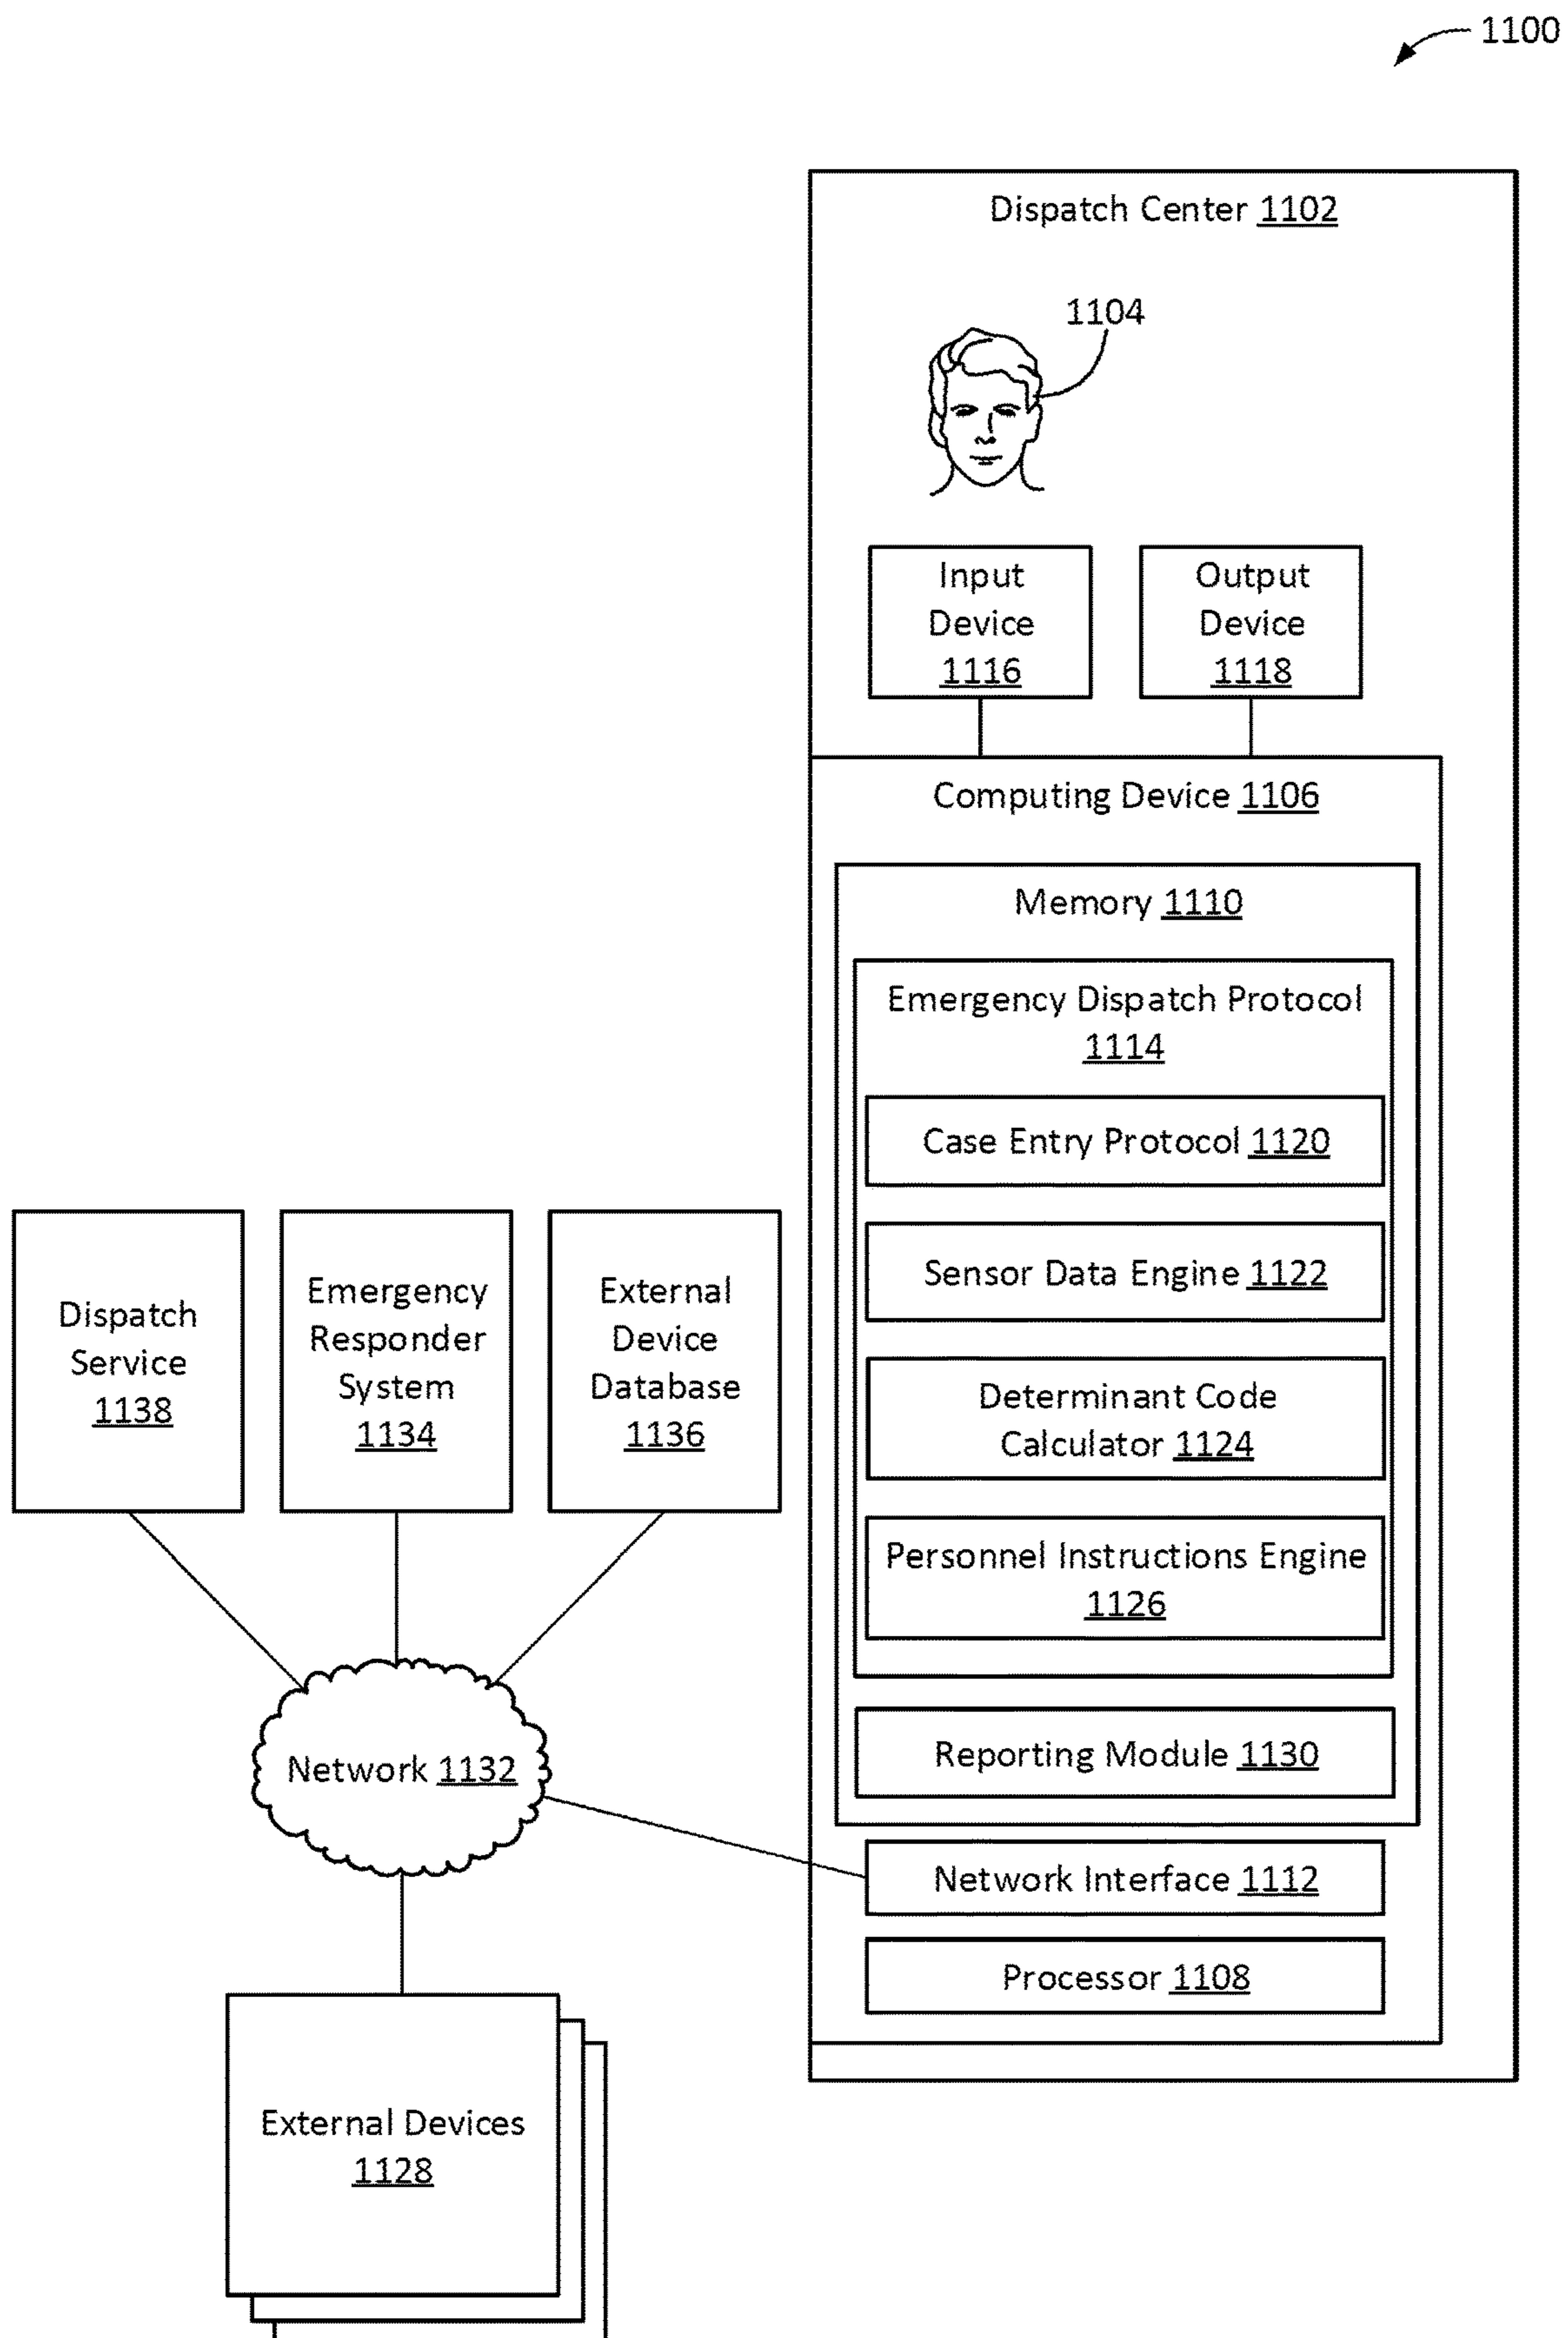 1100
Dispatch Center 1102
1104
Input
Device
1116
Output
Device
1118
Computing Device 1106
Memory 1110
Emergency Dispatch Protocol
1114
Case Entry Protocol 1120
Sensor Data Engine 1122
Determinant Code
Calculator 1124
Personnel Instructions Engine
1126
Reporting Module 1130
Network Interface 1112
Processor 1108
Dispatch
Service
1138
Emergency
Responder
System
1134
External
Device
Database
1136
Network 1132
External Devices
1128